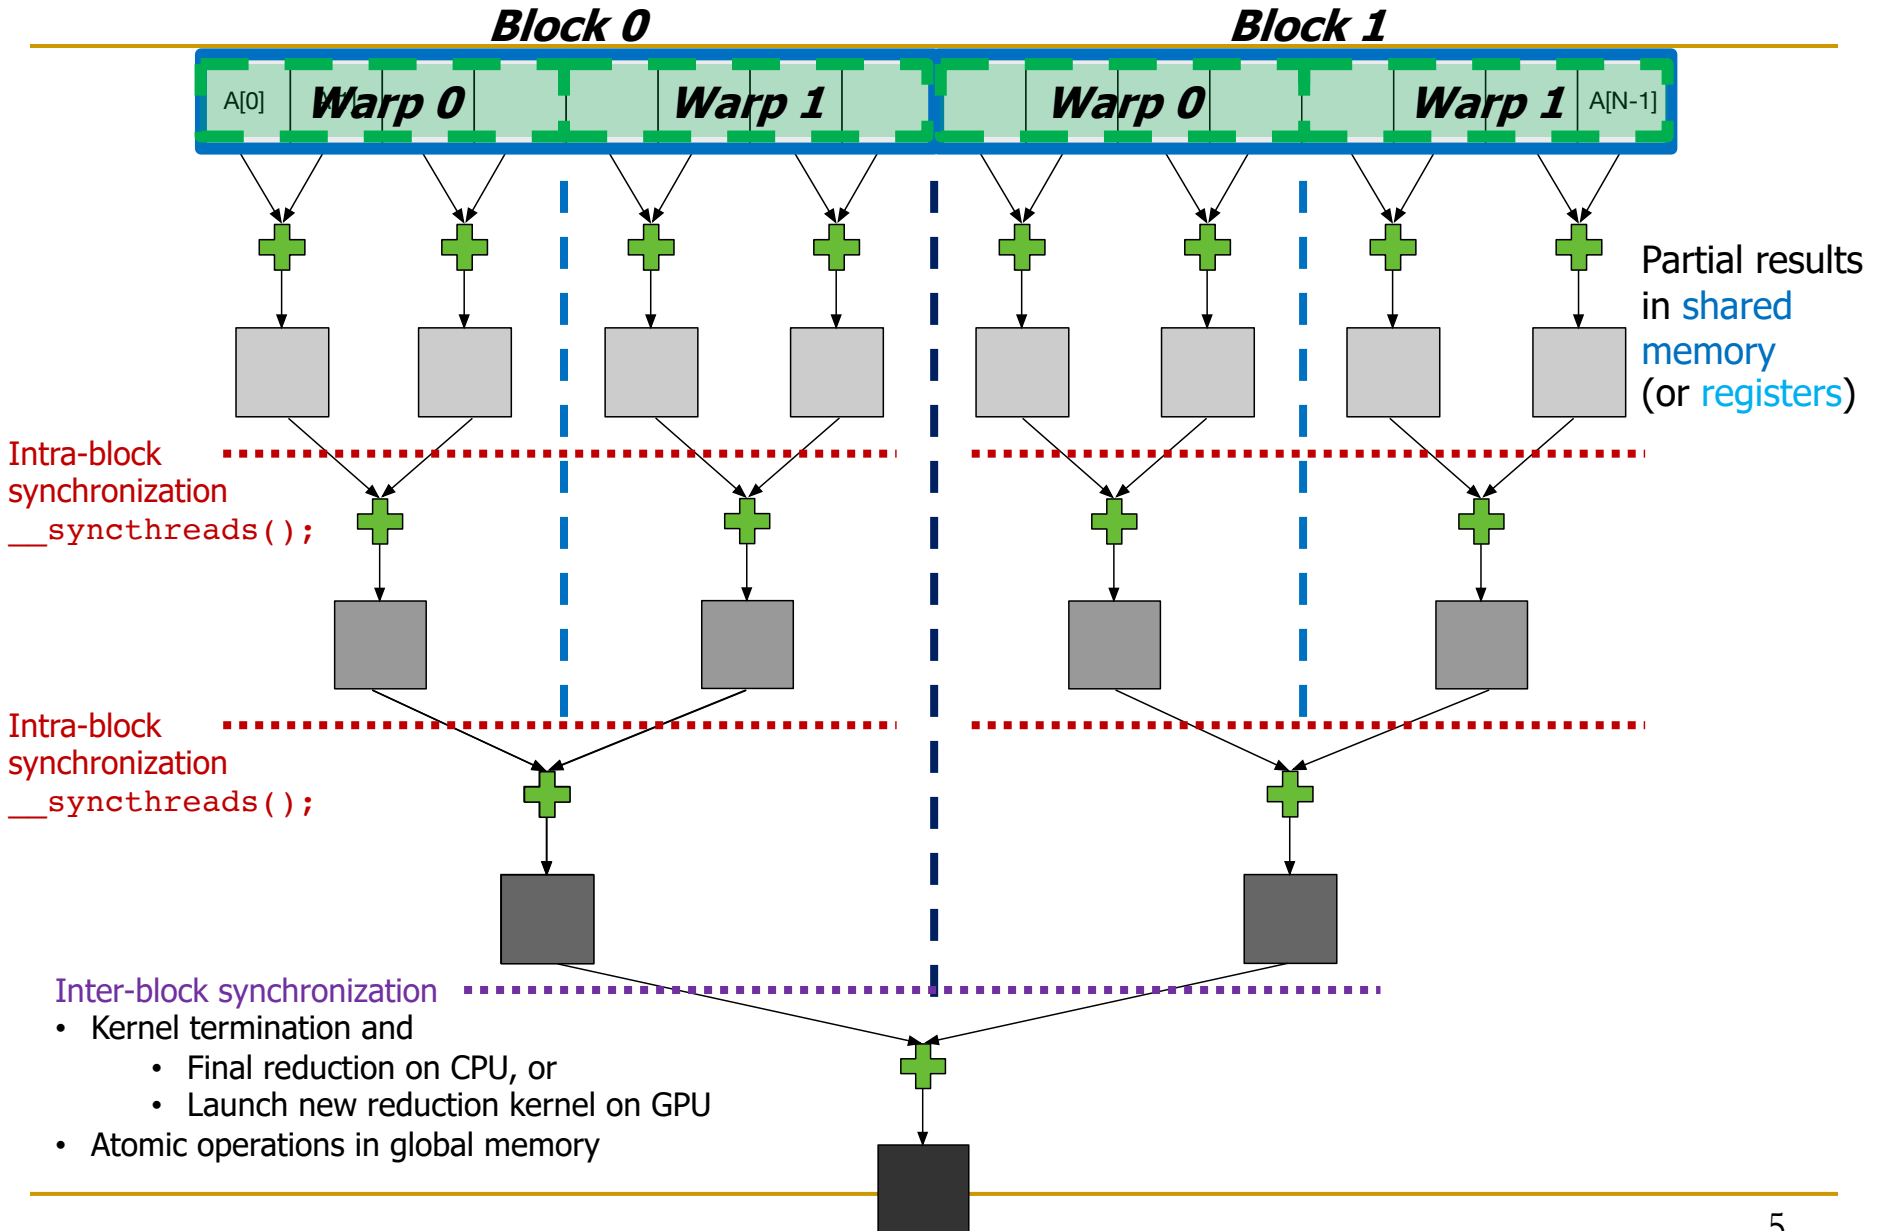 Block 0
Block 1
A[0]
Warp 0
Warp 1
Warp 0
Warp 1
A[N-1]
Partial results
in shared
memory
(or registers)
Intra-block
synchronization
__syncthreads();
Intra-block
synchronization
__syncthreads();
Inter-block synchronization
• Kernel termination and
• Final reduction on CPU, or
• Launch new reduction kernel on GPU
• Atomic operations in global memory
5